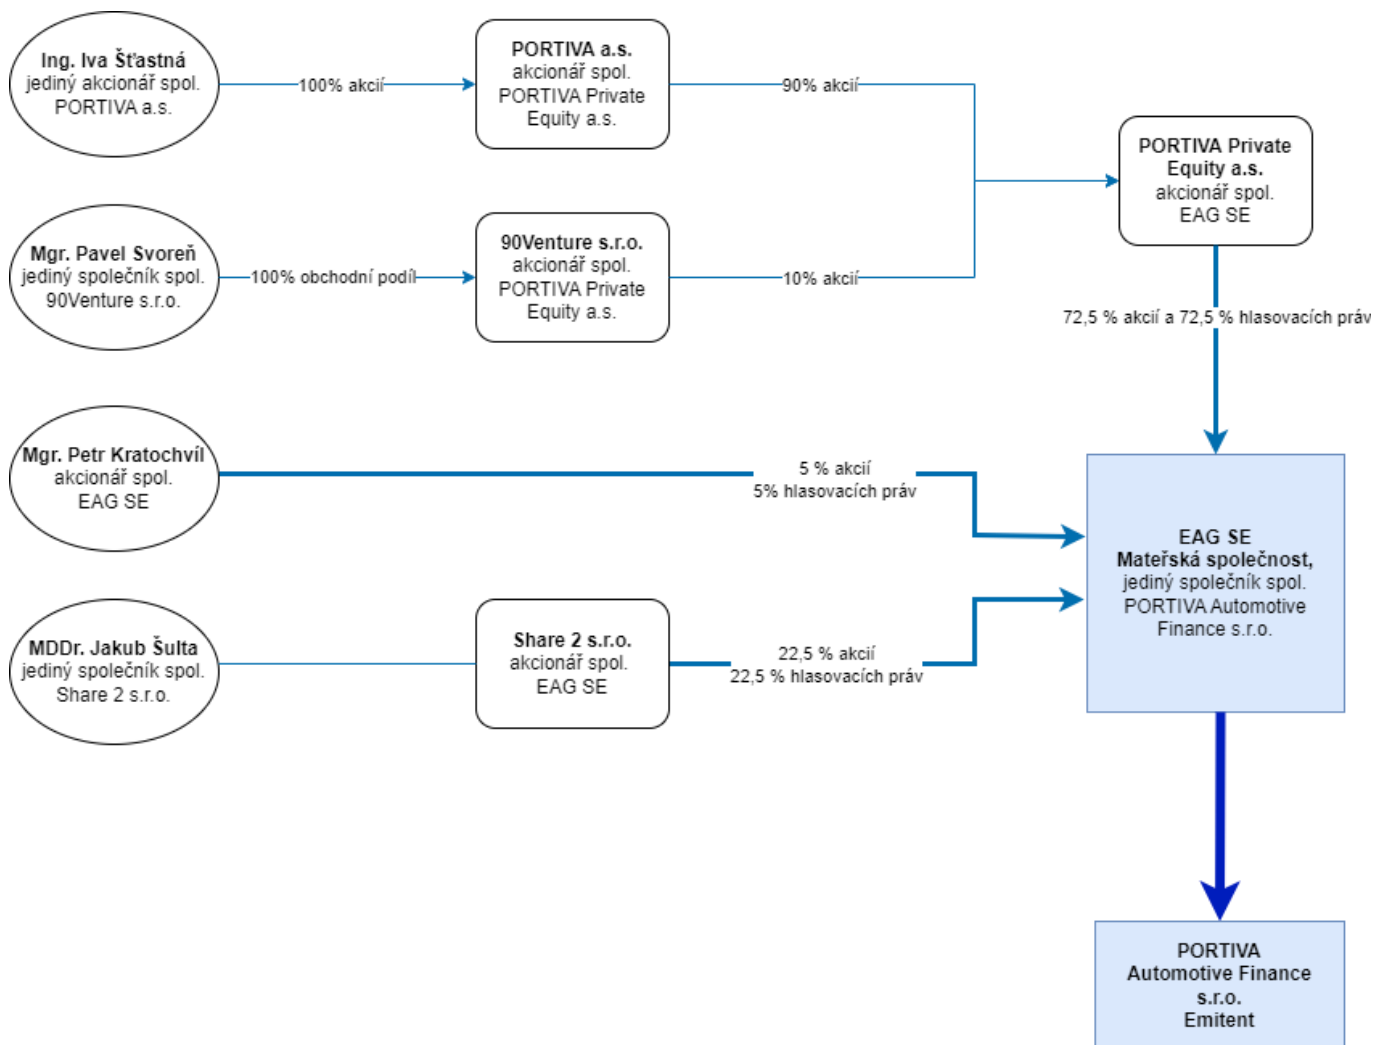 Ing. Iva Šťastná
jediný akcionář spol.
PORTIVA a.s.
100% akcií
PORTIVA a.s.
akcionář spol.
PORTIVA Private
Equity a.s.
90% akcií
PORTIVA Private
Equity a.s.
akcionář spol.
EAG SE
Mgr. Pavel Svoreň
jediný společník spol.
90Venture s.r.o.
100% obchodní podíl
90Venture s.r.o.
akcionář spol.
PORTIVA Private
Equity a.s.
10% akcií
72,5 % akcií a 72,5 % hlasovacích práv
Mgr. Petr Kratochvíl
akcionář spol.
EAG SE
5 % akcií
5% hlasovacích práv
EAG SE
Mateřská společnost,
jediný společník spol.
PORTIVA Automotive
Finance s.r.o.
MDDr. Jakub Šulta
jediný společník spol.
Share 2 s.r.o.
Share 2 s.r.o.
akcionář spol.
EAG SE
22,5 % akcií
22,5 % hlasovacích práv
PORTIVA
Automotive Finance
s.r.o.
Emitent